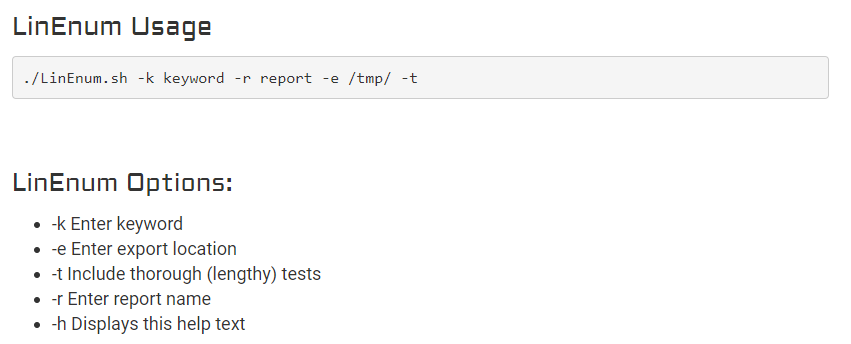 LinEnum Usage
./LinEnum.sh -k keyword -r report -e /tmp/ -t
LinEnum Options:
-k Enter keyword
-e Enter export location
-t Include thorough (lengthy) tests
-r Enter report name
-h Displays this help text